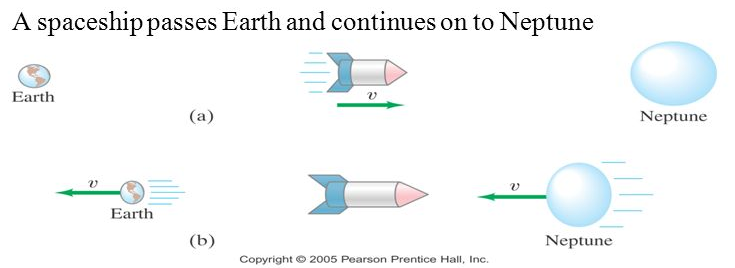 A spaceship passes Earth and continues on to Neptune
Earth
v
Neptune
(a)
v
v
Earth
Neptune
(b)
Copyright © 2005 Pearson Prentice Hall, Inc.